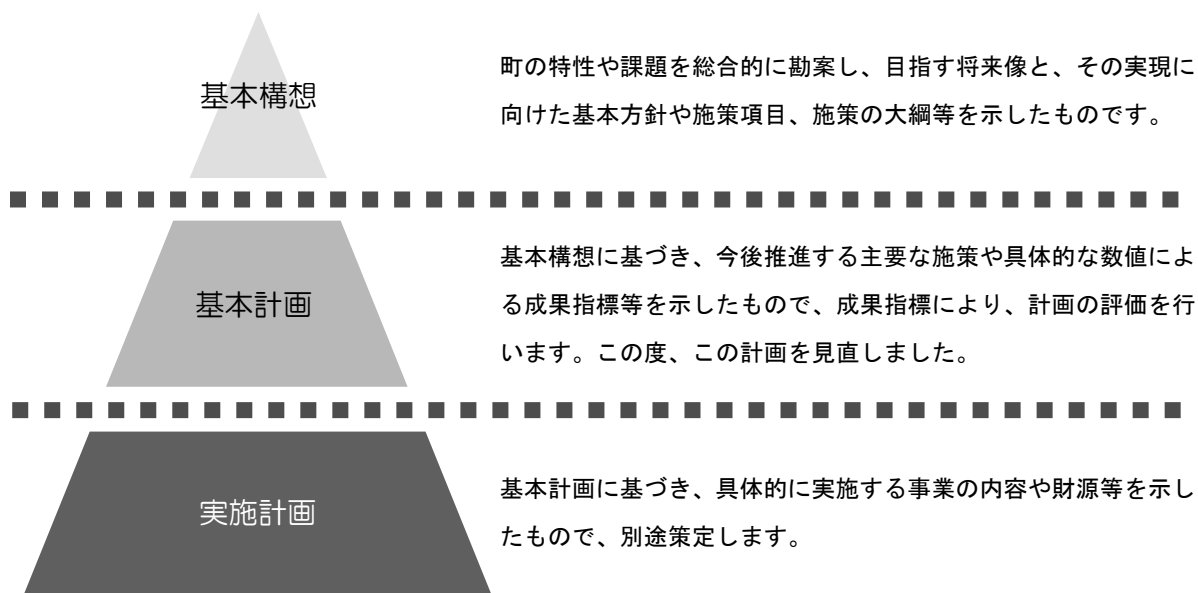 基本構想
町の特性や課題を総合的に勘案し、目指す将来像と、その実現に
向けた基本方針や施策項目、施策の大綱等を示したものです。
基本計画
基本構想に基づき、今後推進する主要な施策や具体的な数値によ
る成果指標等を示したもので、成果指標により、計画の評価を行
います。この度、この計画を見直しました。
実施計画
基本計画に基づき、具体的に実施する事業の内容や財源等を示し
たもので、別途策定します。